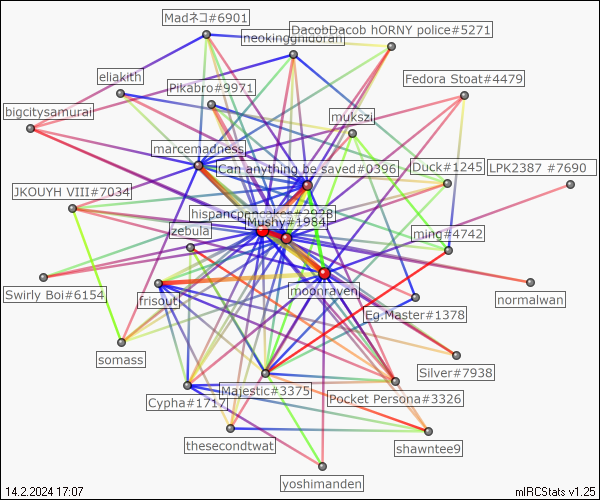 Madネコ#6901
DacobDacob hORNY police#5271
neokingghidorah
eliakith
Fedora Stoat#4479
Pikabro#9971
bigcitysamurai
mukszi
marcemadness
Can anything be saved#0396
Duck#1245
LPK2387 #7690
JKOUYH VIII#7034
hispancpancakes#2928
Mushy#1984
zebula
ming#4742
Swirly Boi#6154
frisout
moonraven
normalwan
Eg.Master#1378
somass
Silver#7938
Majestic#3375
Cypha#1717
Pocket Persona#3326
thesecondtwat
shawntee9
yoshimanden
14.2.2024 17:07
mIRCStats v1.25